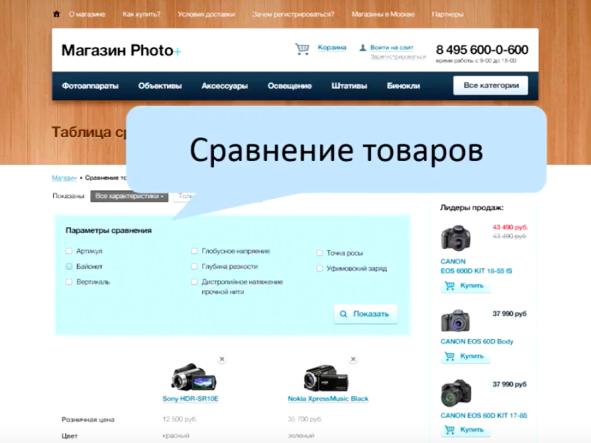 О магазине Как купить? Условия доставки Зачем регистрироваться? Магазины в Москве Партнеры
Магазин Photo+
Корзина
Войти на сайт
Зарегистрироваться
8 495 600-0-600
время работы с 9-00 до 18-00
Фотоаппараты Объективы Аксессуары Освещение Штативы Бинокли Все категории
Таблица ср
Сравнение товаров
Магазин • Сравнение то
Показаны: Все характеристики • Толь
Параметры сравнения
Артикул
Байонет
Вертикаль
Глобусное напряение
Глубина резкости
Дистропийное натяжение
прочной нити
Точка росы
Уфимовский заряд
Показать
Sony HDR-SR10E Nokia XpressMusic Black
Розничная цена 12 500 руб. 35 700 руб.
Цвет красный зеленый
Лидеры продаж:
43 490 руб.
43 490 руб.
CANON
EOS 600D KIT 18-55 IS
Купить
37 990 руб
CANON EOS 60D Body
Купить
37 990 руб
CANON EOS 60D KIT 17-85
Купить